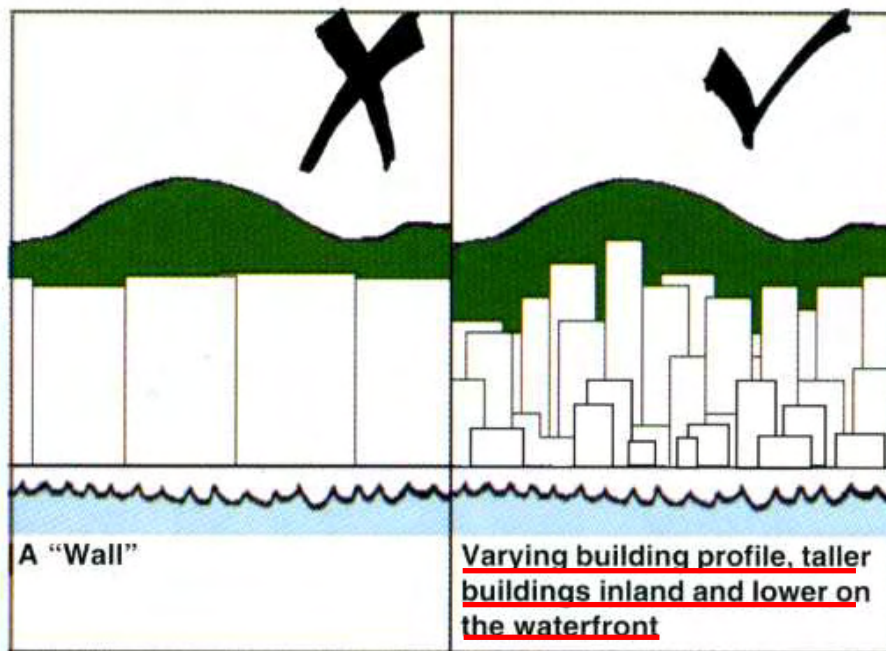 A “Wall”
Varying building profile, taller
buildings inland and lower on
the waterfront